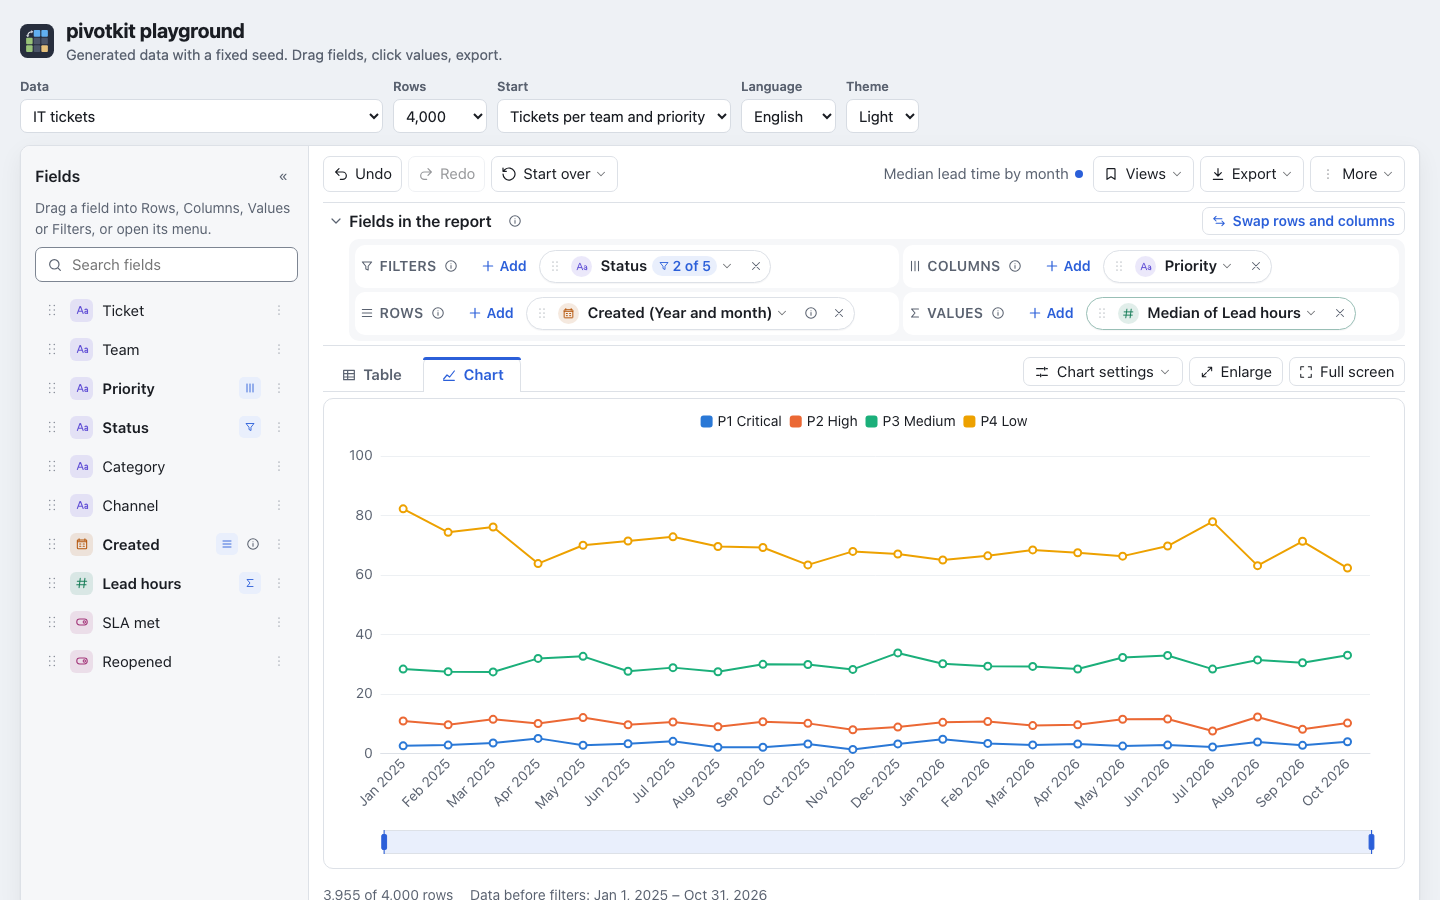 pivotkit playground
Generated data with a fixed seed. Drag fields, click values, export.
Data
Rows
Start
Language
Theme
IT tickets
4,000
Tickets per team and priority
English
Light
Fields
«
Drag a field into Rows, Columns, Values
or Filters, or open its menu.
Search fields
Aa Ticket
Aa Team
Aa Priority
Aa Status
Aa Category
Aa Channel
Created
# Lead hours Σ
SLA met
Reopened
Undo
Redo
Start over
Median lead time by month
Views
Export
More
Fields in the report
Swap rows and columns
FILTERS + Add Aa Status 2 of 5
COLUMNS + Add Aa Priority
ROWS + Add Created (Year and month)
Σ VALUES + Add # Median of Lead hours
Table
Chart
Chart settings
Enlarge
Full screen
P1 Critical P2 High P3 Medium P4 Low
100
80
60
40
20
0
Jan 2025 Feb 2025 Mar 2025 Apr 2025 May 2025 Jun 2025 Jul 2025 Aug 2025 Sep 2025 Oct 2025 Nov 2025 Dec 2025 Jan 2026 Feb 2026 Mar 2026 Apr 2026 May 2026 Jun 2026 Jul 2026 Aug 2026 Sep 2026 Oct 2026
3,955 of 4,000 rows Data before filters: Jan 1, 2025 – Oct 31, 2026